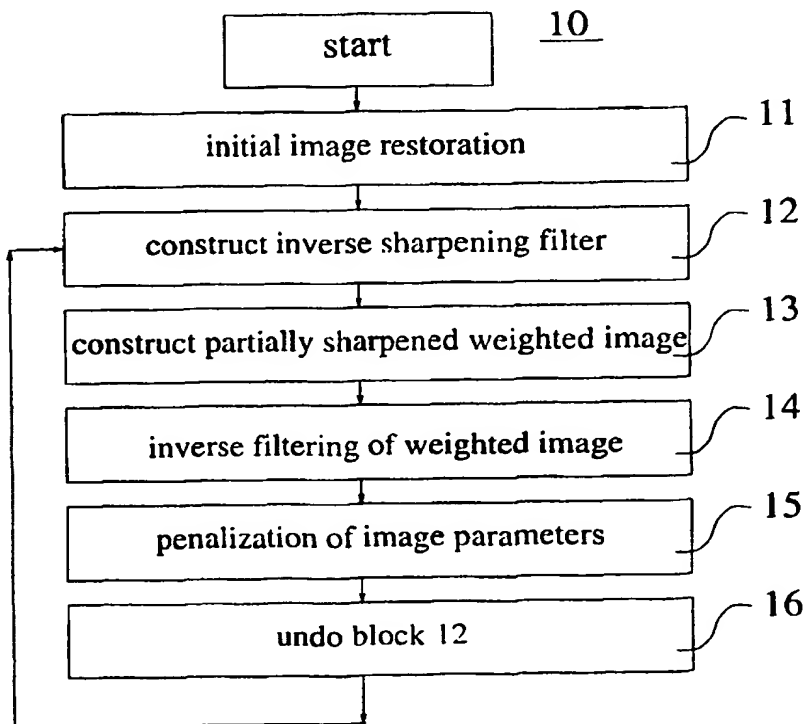 start
10
initial image restoration
11
construct inverse sharpening filter
12
construct partially sharpened weighted image
13
inverse filtering of weighted image
14
penalization of image parameters
15
undo block 12
16